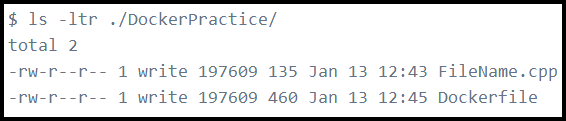 $ ls -ltr ./DockerPractice/
total 2
-rw-r--r-- 1 write 197609 135 Jan 13 12:43 FileName.cpp
-rw-r--r-- 1 write 197609 460 Jan 13 12:45 Dockerfile